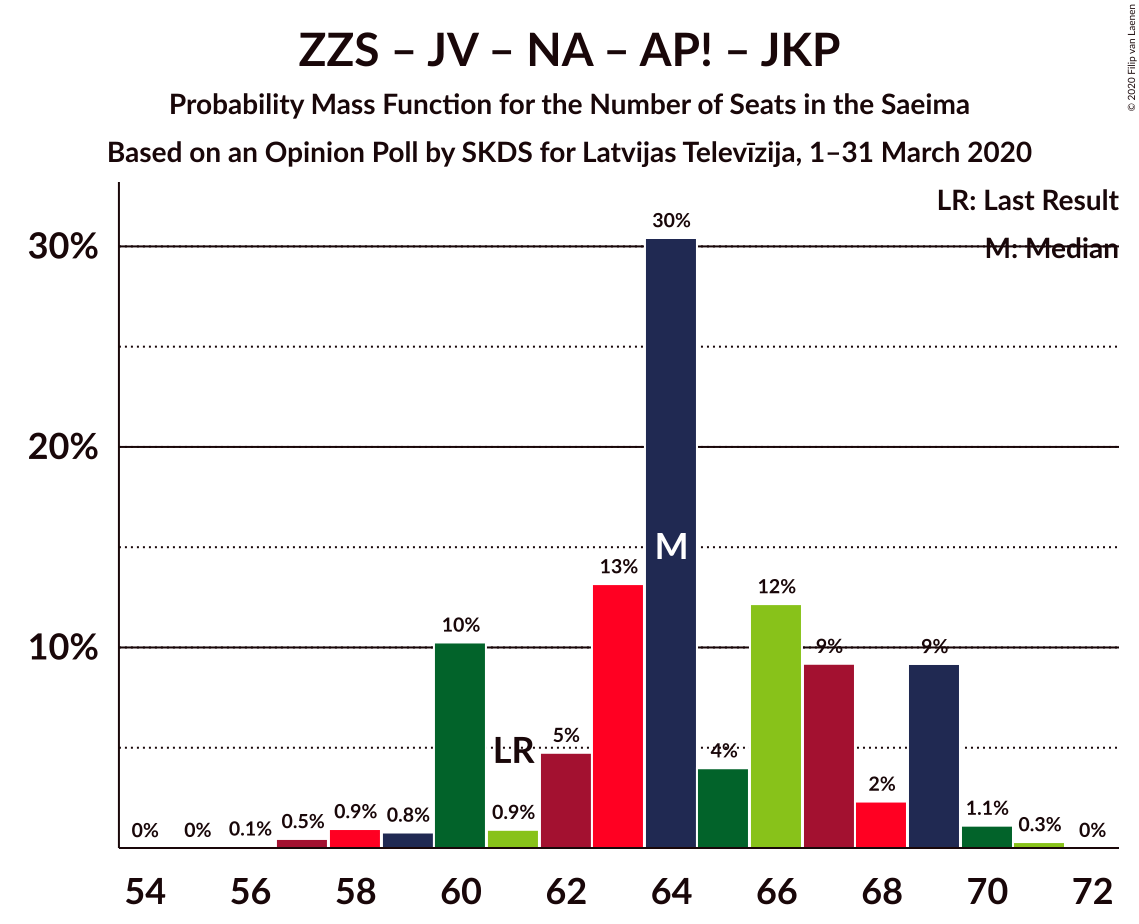 ZZS – JV – NA – AP! – JKP
Probability Mass Function for the Number of Seats in the Saeima
Based on an Opinion Poll by SKDS for Latvijas Televīzija, 1–31 March 2020
© 2020 Filip van Laenen
LR: Last Result
M: Median
30%
20%
10%
0% 0% 0.1% 0.5% 0.9% 0.8% 10% 0.9% 5% 13% 30% 4% 12% 9% 2% 9% 1.1% 0.3% 0%
LR
M
54 56 58 60 62 64 66 68 70 72